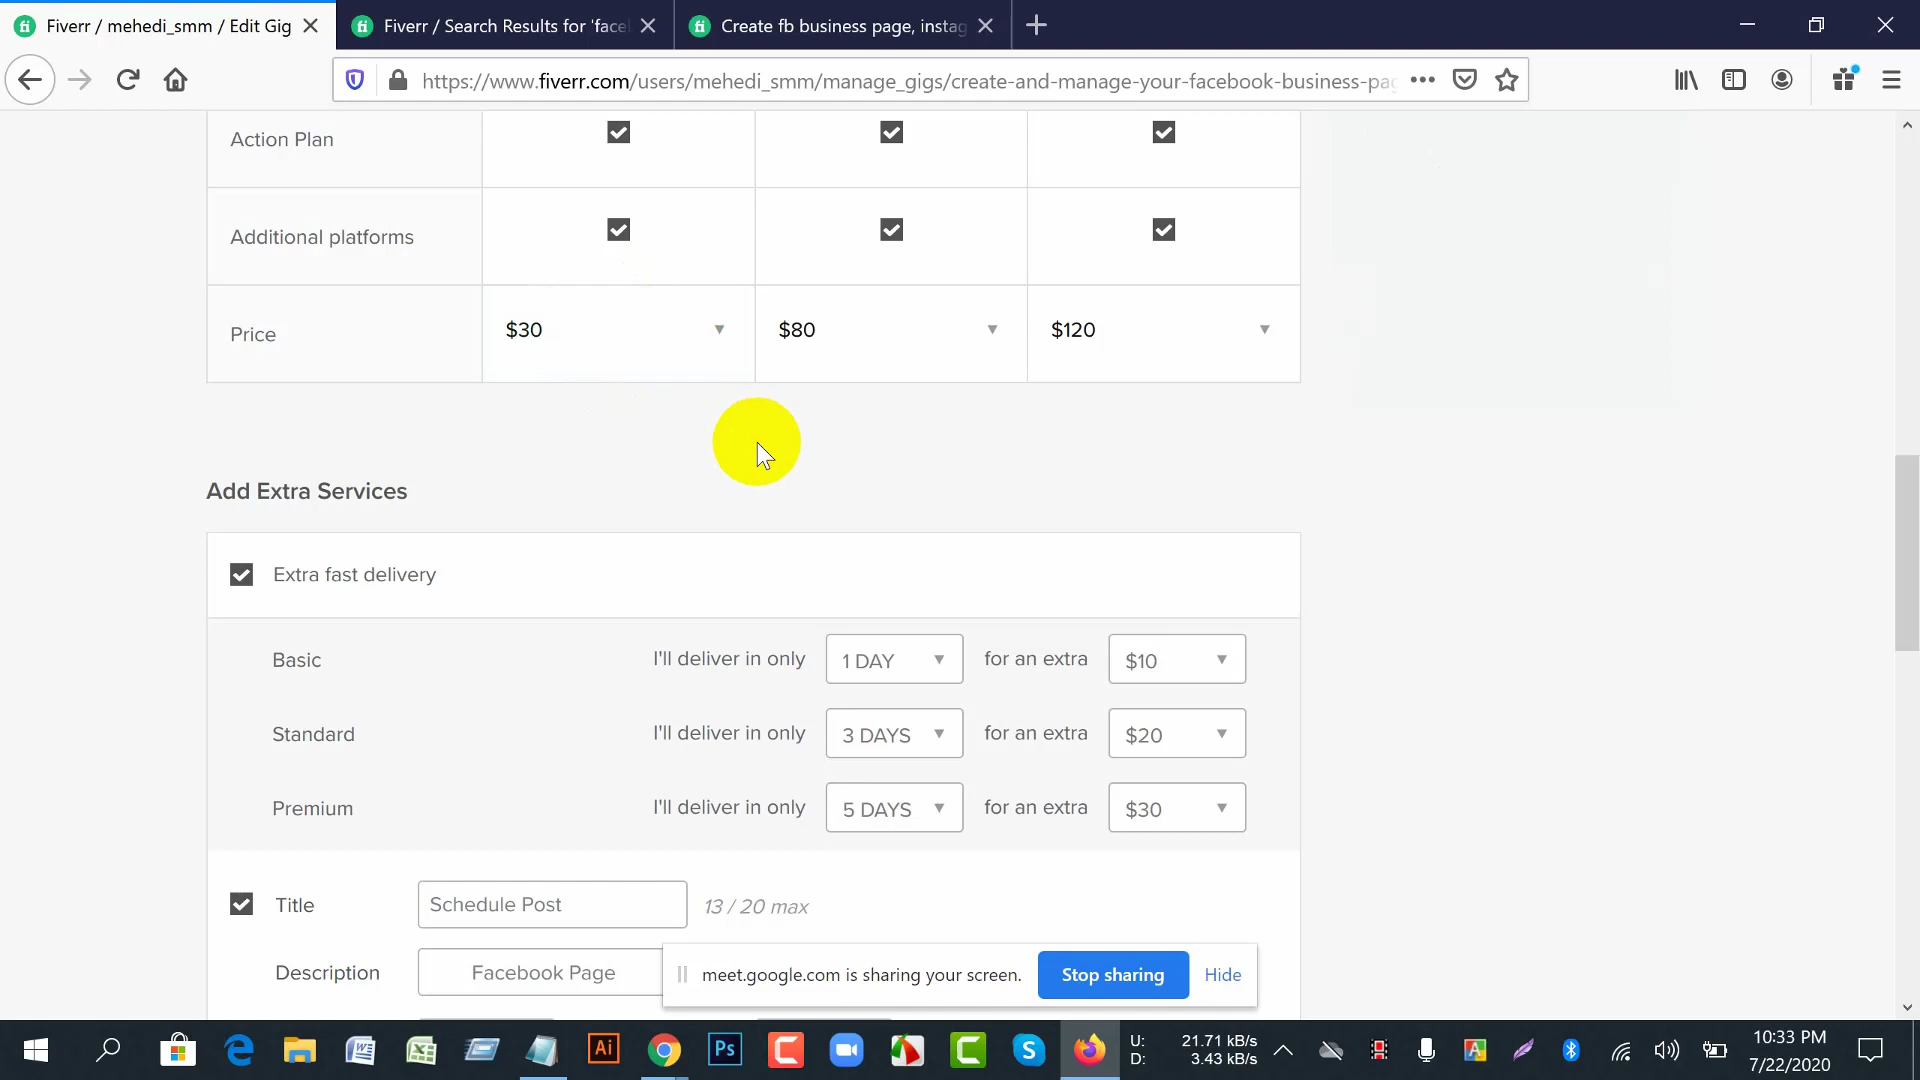 Fiverr / mehedi_smm / Edit Gig
Fiverr / Search Results for 'face
Create fb business page, instag
https://www.fiverr.com/users/mehedi_smm/manage_gigs/create-and-manage-your-facebook-business-pag
Action Plan
Additional platforms
Price $30 $80 $120
Add Extra Services
Extra fast delivery
Basic I'll deliver in only 1 DAY for an extra $10
Standard I'll deliver in only 3 DAYS for an extra $20
Premium I'll deliver in only 5 DAYS for an extra $30
Title Schedule Post 13 / 20 max
Description Facebook Page
meet.google.com is sharing your screen. Stop sharing Hide
U: 21.71 kB/s
D: 3.43 kB/s
10:33 PM
7/22/2020